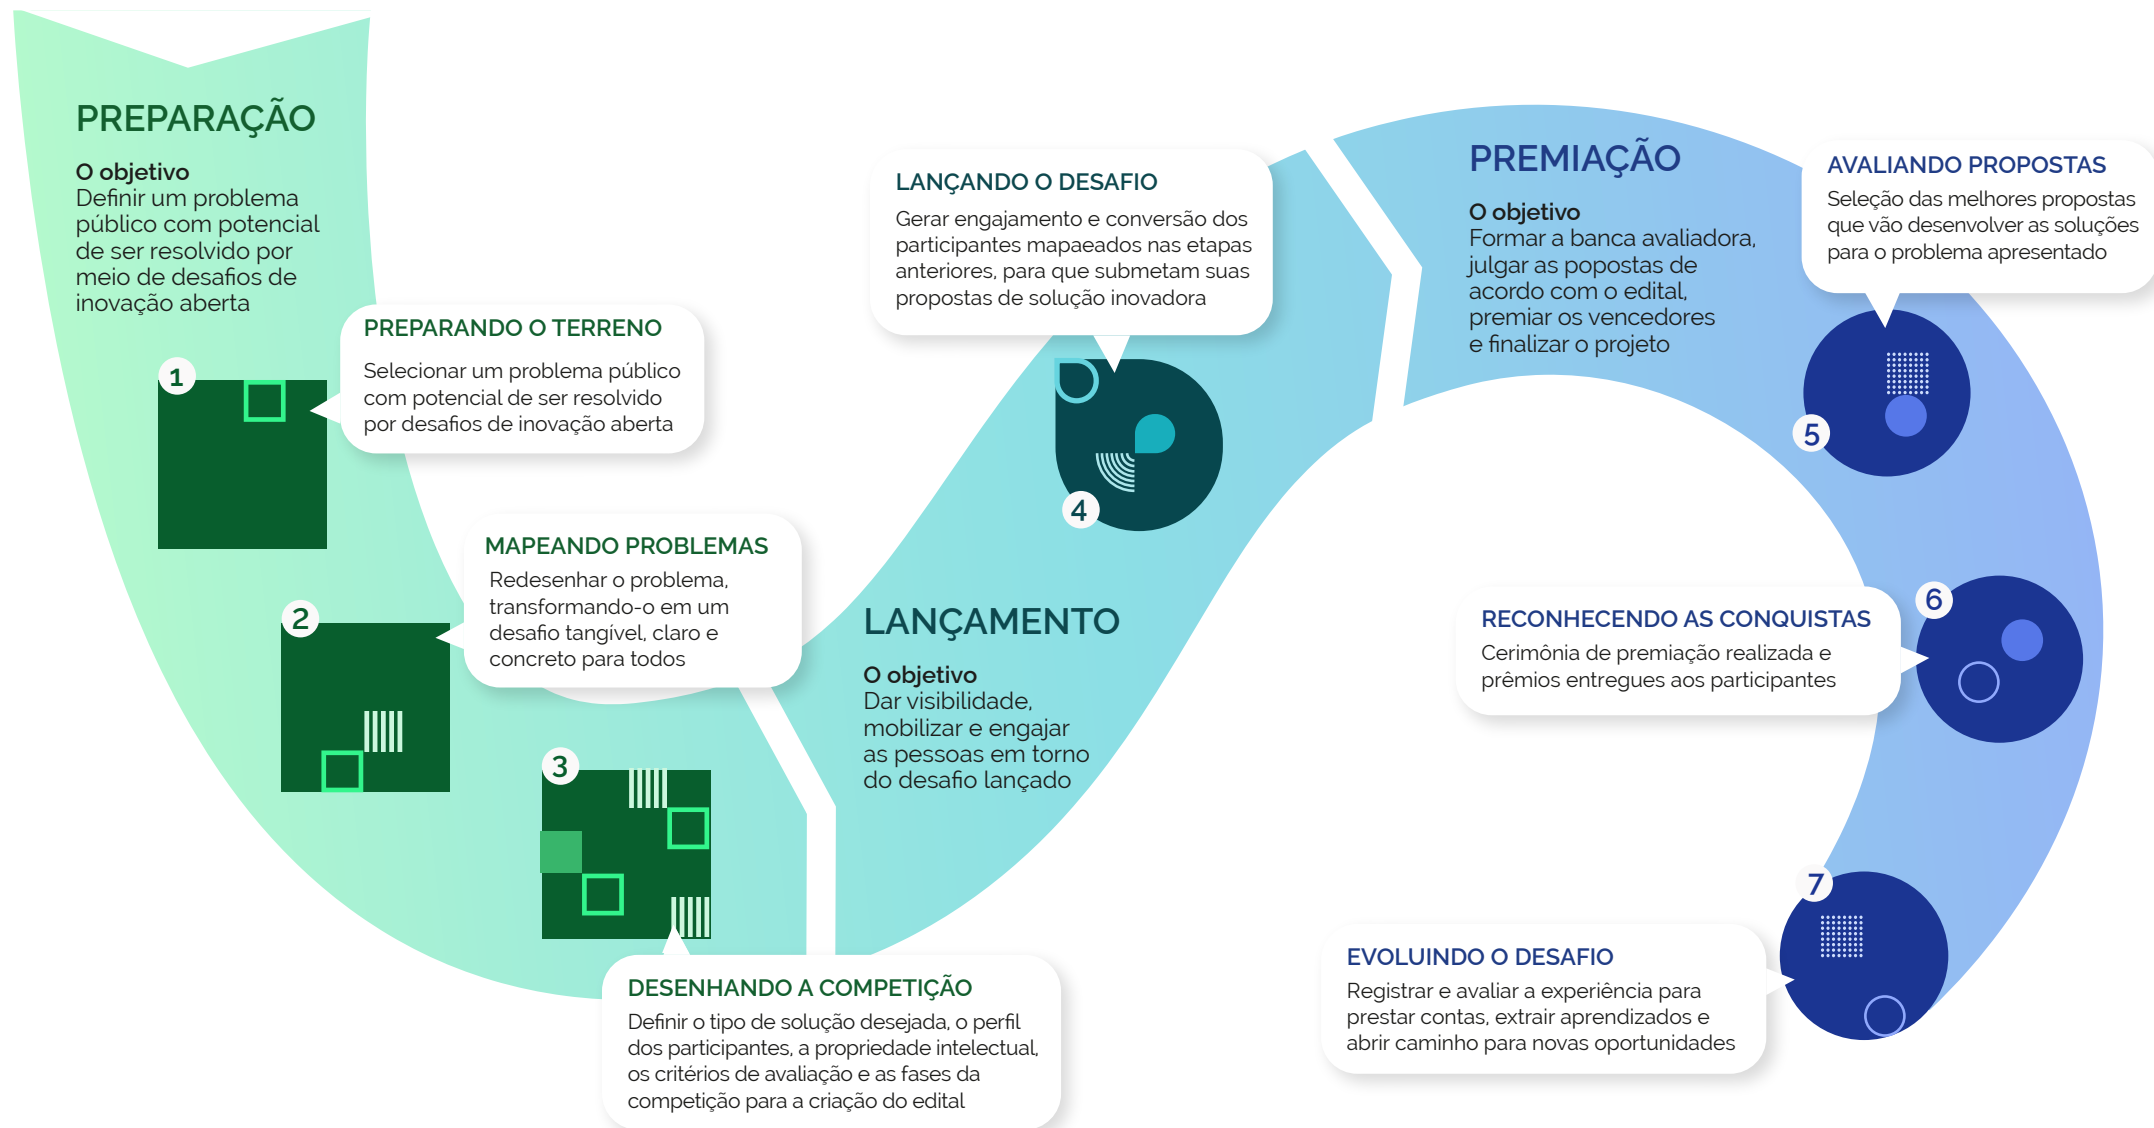 PREPARAÇÃO
O objetivo
Definir um problema
público com potencial
de ser resolvido por
meio de desafios de
inovação aberta
1
PREPARANDO O TERRENO
Selecionar um problema público
com potencial de ser resolvido
por desafios de inovação aberta
2
MAPEANDO PROBLEMAS
Redesenhar o problema,
transformando-o em um
desafio tangível, claro e
concreto para todos
3
DESENHANDO A COMPETIÇÃO
Definir o tipo de solução desejada, o perfil
dos participantes, a propriedade intelectual,
os critérios de avaliação e as fases da
competição para a criação do edital
LANÇAMENTO
O objetivo
Dar visibilidade,
mobilizar e engajar
as pessoas em torno
do desafio lançado
LANÇANDO O DESAFIO
Gerar engajamento e conversão dos
participantes mapaeados nas etapas
anteriores, para que submetam suas
propostas de solução inovadora
4
PREMIAÇÃO
O objetivo
Formar a banca avaliadora,
julgar as popostas de
acordo com o edital,
premiar os vencedores
e finalizar o projeto
AVALIANDO PROPOSTAS
Seleção das melhores propostas
que vão desenvolver as soluções
para o problema apresentado
5
6
RECONHECENDO AS CONQUISTAS
Cerimônia de premiação realizada e
prêmios entregues aos participantes
7
EVOLUINDO O DESAFIO
Registrar e avaliar a experiência para
prestar contas, extrair aprendizados e
abrir caminho para novas oportunidades